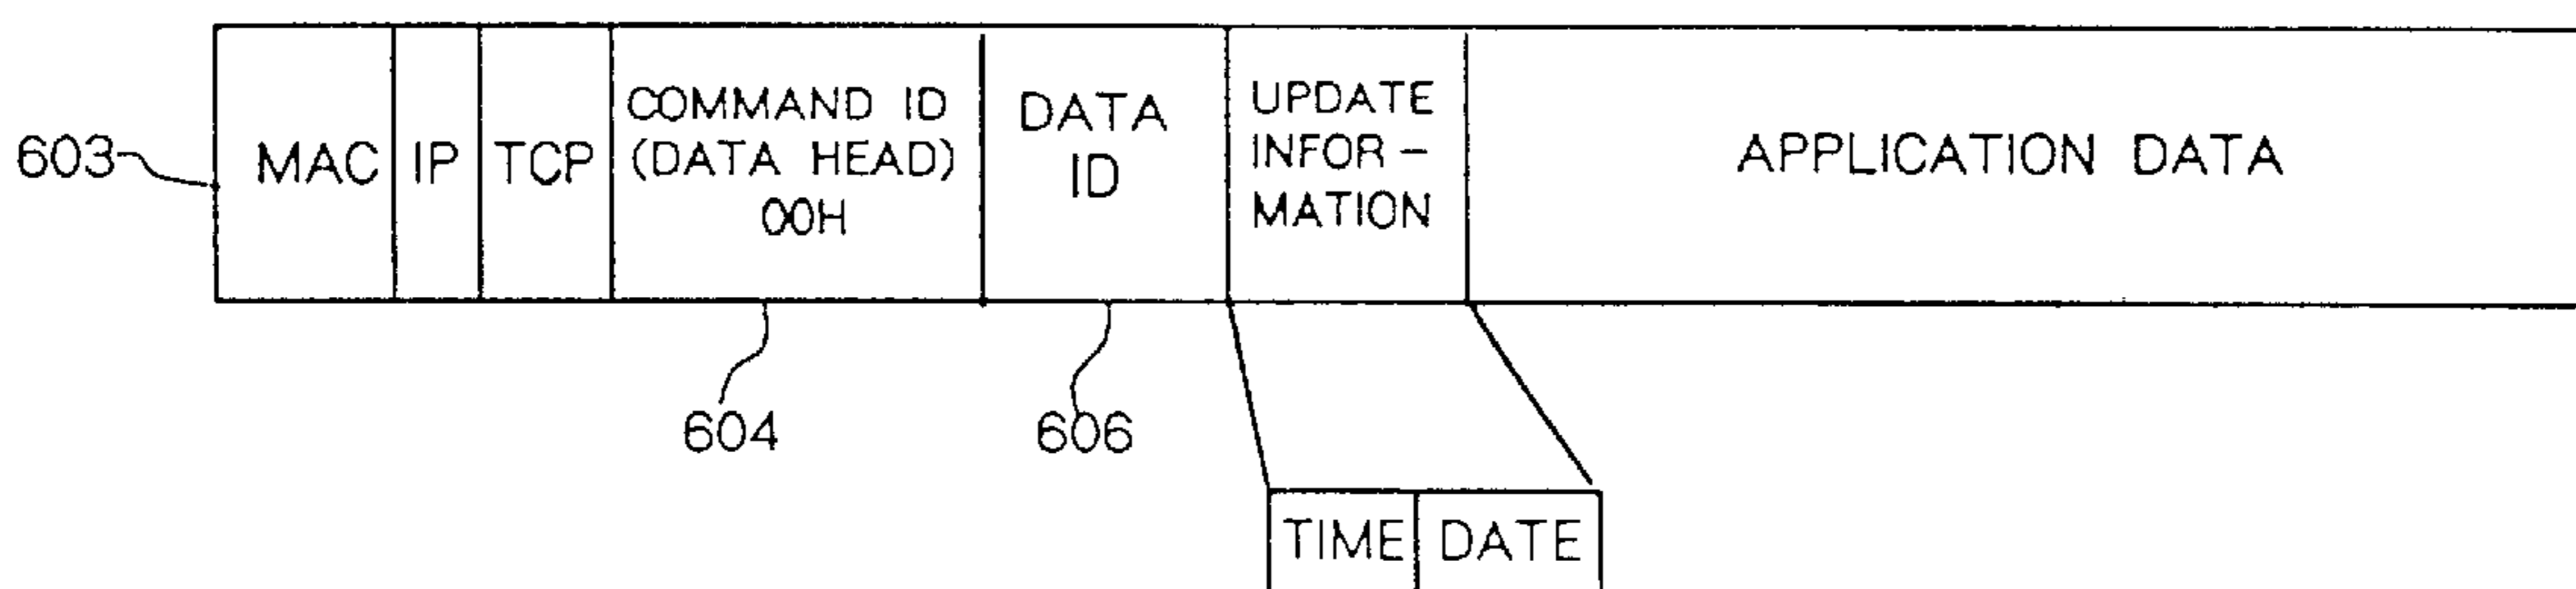 603
MAC
IP
TCP
COMMAND ID
(DATA HEAD)
00H
DATA
ID
UPDATE
INFOR-
MATION
APPLICATION DATA
604
606
TIME
DATE